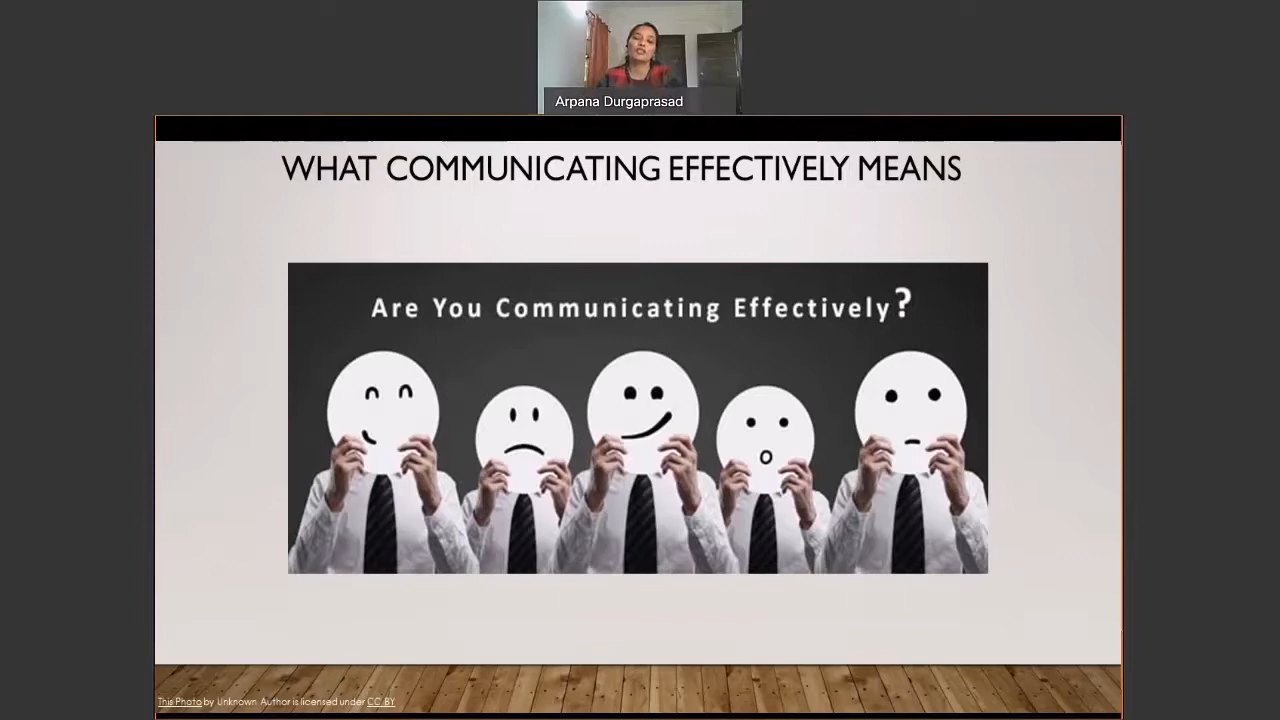 Arpana Durgaprasad
WHAT COMMUNICATING EFFECTIVELY MEANS
Are You Communicating Effectively?
This Photo by Unknown Author is licensed under CC BY